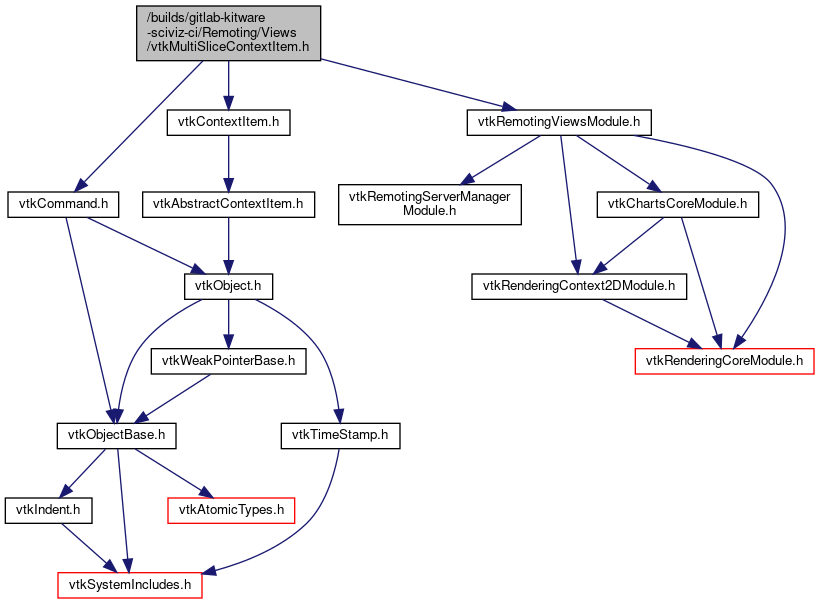 /builds/gitlab-kitware
-sciviz-ci/Remoting/Views
/vtkMultiSliceContextItem.h
vtkContextItem.h
vtkRemotingViewsModule.h
vtkCommand.h
vtkAbstractContextItem.h
vtkRemotingServerManager
Module.h
vtkChartsCoreModule.h
vtkObject.h
vtkRenderingContext2DModule.h
vtkWeakPointerBase.h
vtkRenderingCoreModule.h
vtkObjectBase.h
vtkTimeStamp.h
vtkIndent.h
vtkAtomicTypes.h
vtkSystemIncludes.h